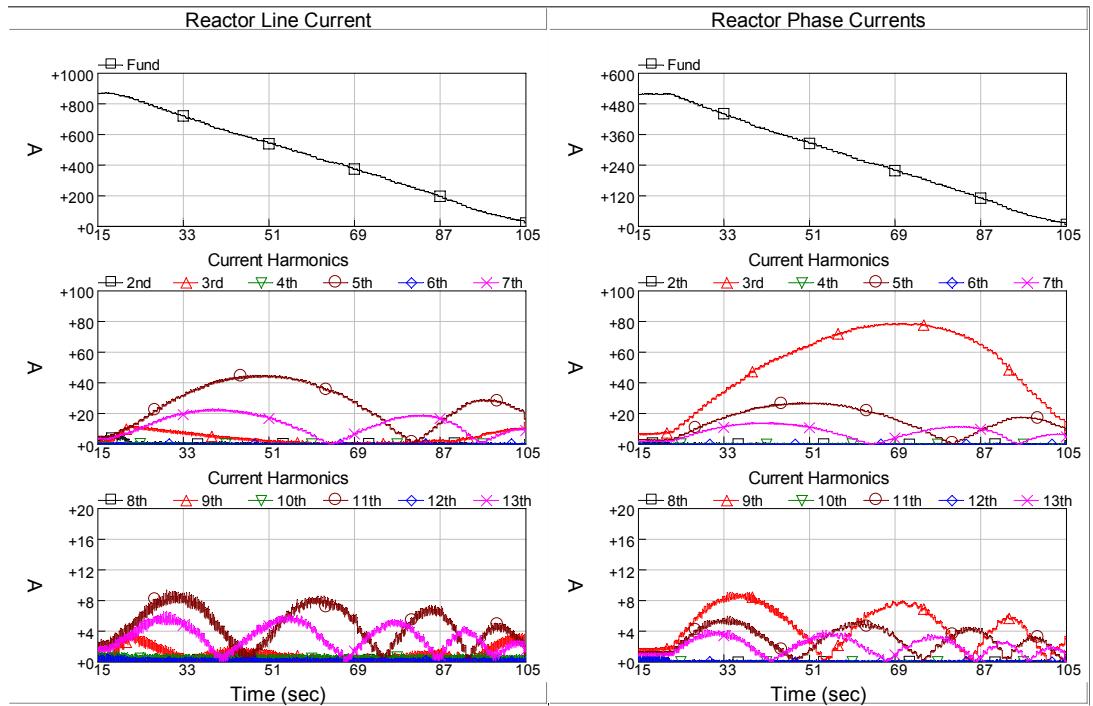 Reactor Line Current
Reactor Phase Currents
Fund
+1000
+800
+600
+400
+200
+0
A
15 33 51 69 87 105
Fund
+600
+480
+360
+240
+120
+0
A
15 33 51 69 87 105
Current Harmonics
2nd 3rd 4th 5th 6th 7th
+100
+80
+60
+40
+20
+0
A
15 33 51 69 87 105
Current Harmonics
2th 3rd 4th 5th 6th 7th
+100
+80
+60
+40
+20
+0
A
15 33 51 69 87 105
Current Harmonics
8th 9th 10th 11th 12th 13th
+20
+16
+12
+8
+4
+0
A
15 33 51 69 87 105
Current Harmonics
8th 9th 10th 11th 12th 13th
+20
+16
+12
+8
+4
+0
A
15 33 51 69 87 105
Time (sec)
Time (sec)